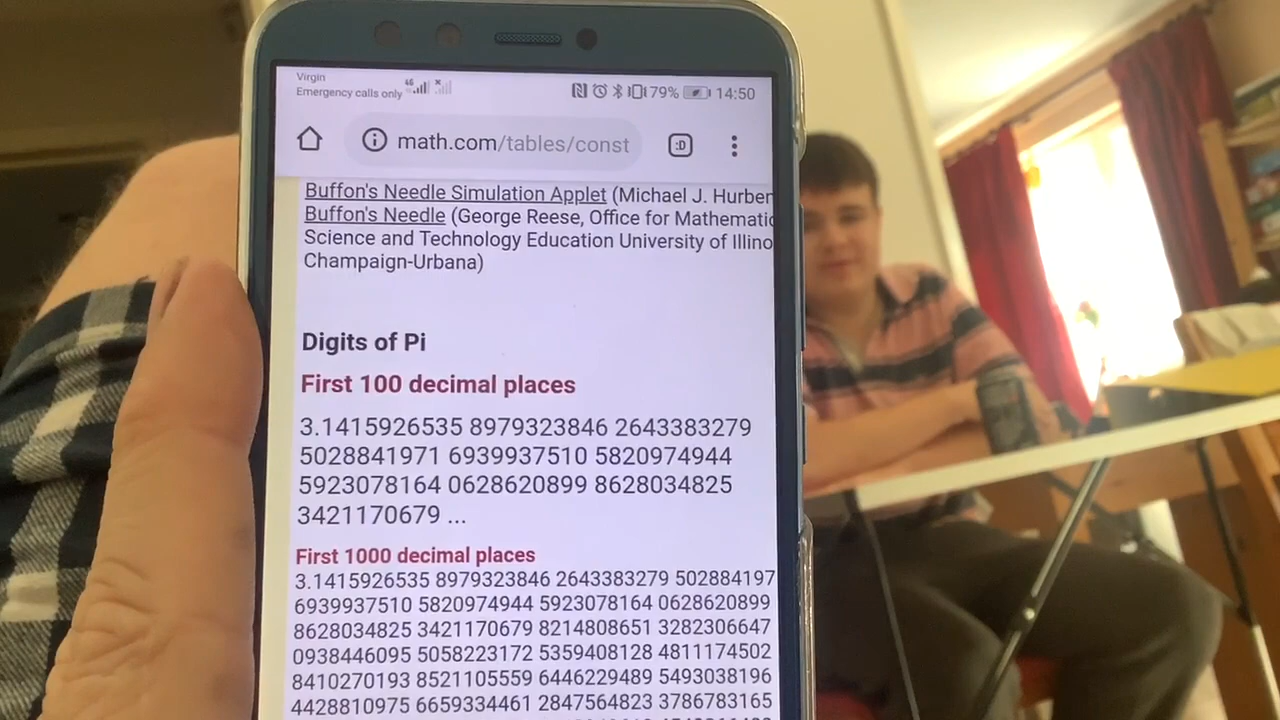 Virgin
Emergency calls only 4G 79% 14:50
math.com/tables/const :D
Buffon's Needle Simulation Applet (Michael J. Hurben
Buffon's Needle (George Reese, Office for Mathematic
Science and Technology Education University of Illino
Champaign-Urbana)
Digits of Pi
First 100 decimal places
3.1415926535 8979323846 2643383279
5028841971 6939937510 5820974944
5923078164 0628620899 8628034825
3421170679 ...
First 1000 decimal places
3.1415926535 8979323846 2643383279 502884197
6939937510 5820974944 5923078164 0628620899
8628034825 3421170679 8214808651 3282306647
0938446095 5058223172 5359408128 4811174502
8410270193 8521105559 6446229489 5493038196
4428810975 6659334461 2847564823 3786783165